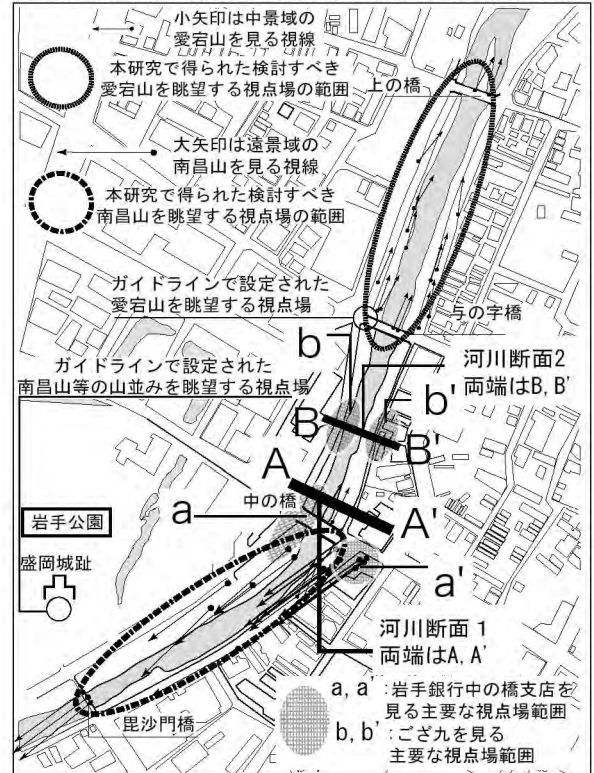 小矢印は中景域の
愛宕山を見る視線
本研究で得られた検討すべき
愛宕山を眺望する視点場の範囲
大矢印は遠景域の
南昌山を見る視線
本研究で得られた検討すべき
南昌山を眺望する視点場の範囲
上の橋
ガイドラインで設定された
愛宕山を眺望する視点場
与の字橋
b
河川断面2
両端はB, B'
ガイドラインで設定された
南昌山等の山並みを眺望する視点場
b'
B
B'
A
A'
中の橋
a
岩手公園
盛岡城趾
a'
河川断面1
両端はA, A'
a, a' :岩手銀行中の橋支店を
見る主要な視点場範囲
b, b' :ござ九を見る
主要な視点場範囲
毘沙門橋